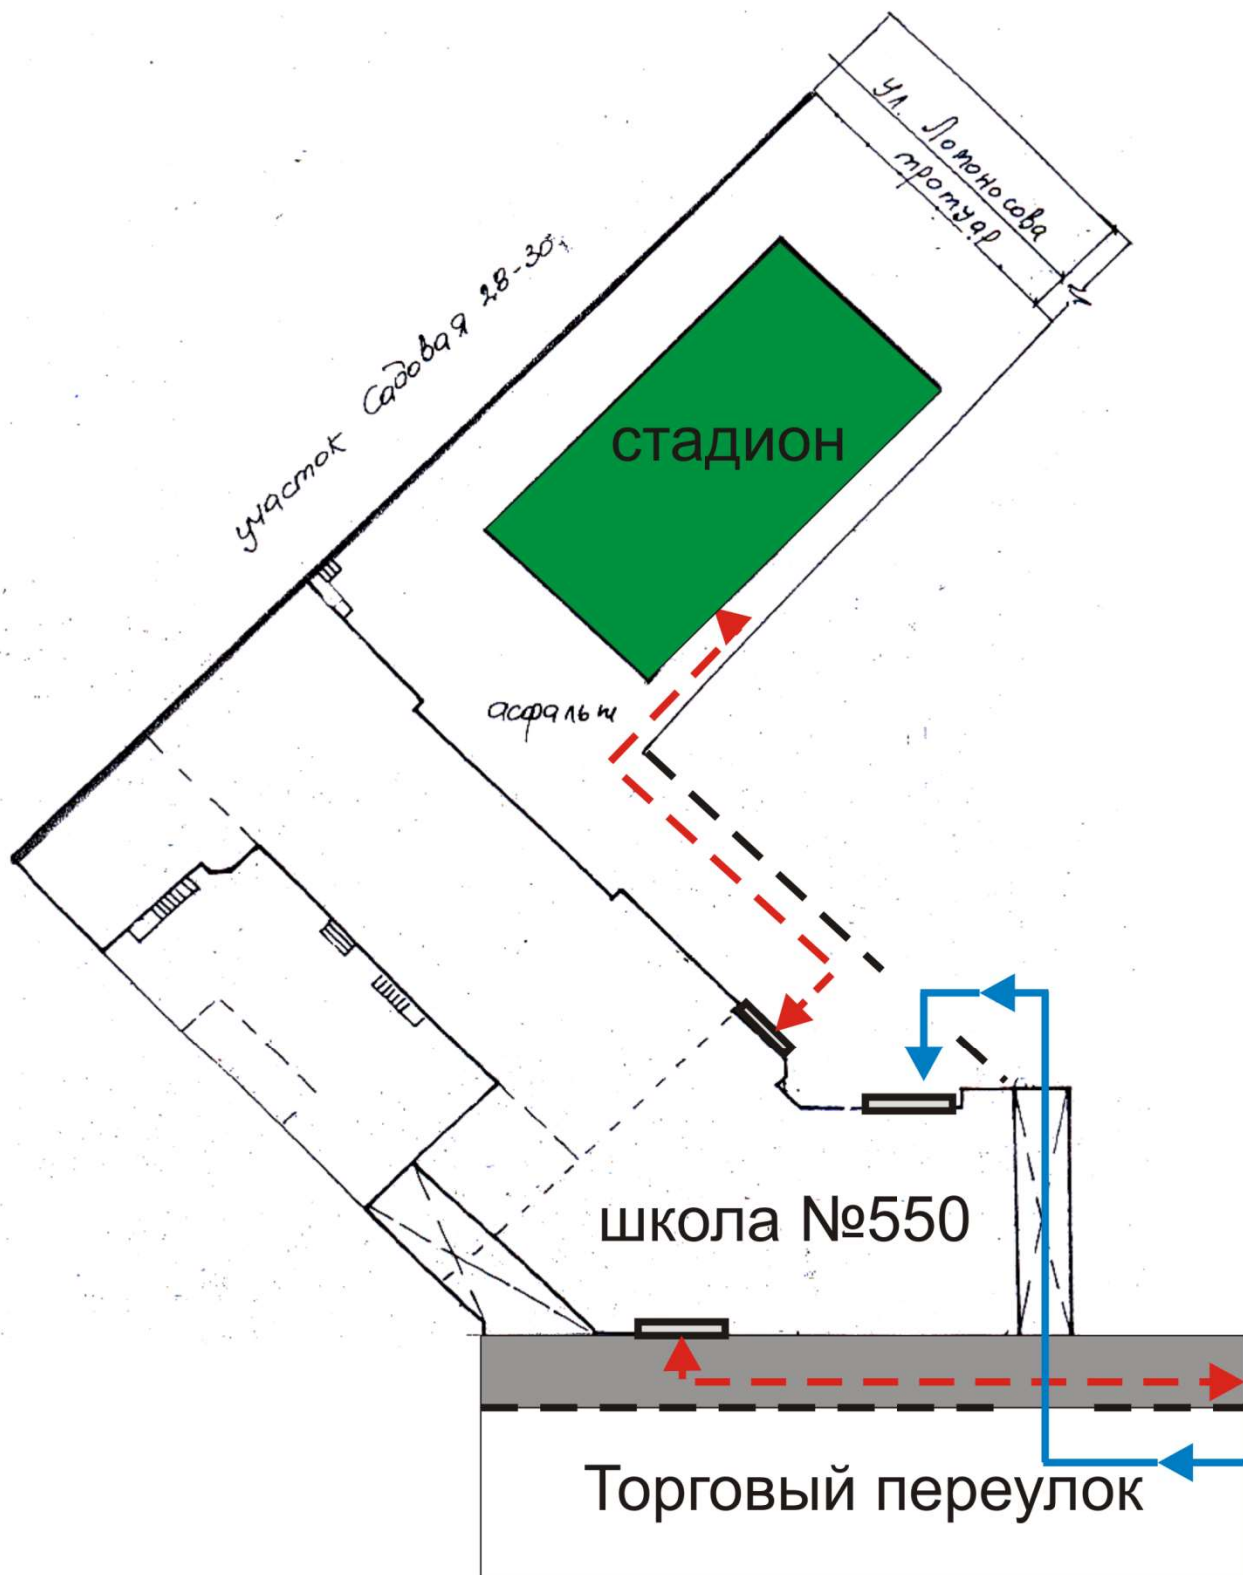 ул. Ломоносова
тротуар
участок Садовая 28-30
стадион
асфальт
школа №550
Торговый переулок